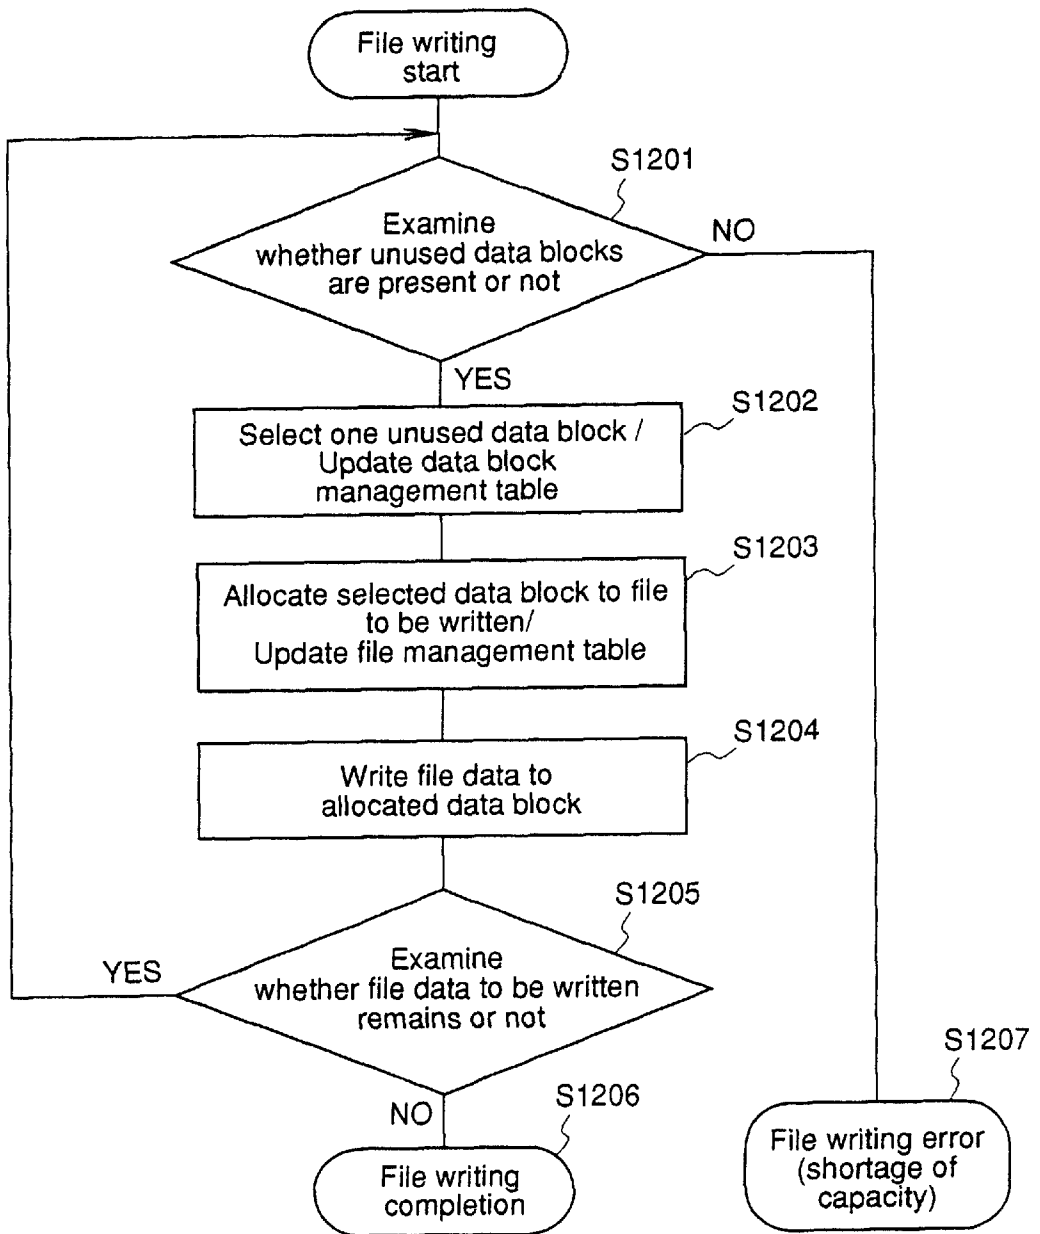 File writing
start
S1201
Examine
whether unused data blocks
are present or not
NO
YES
S1202
Select one unused data block /
Update data block
management table
S1203
Allocate selected data block to file
to be written/
Update file management table
S1204
Write file data to
allocated data block
S1205
Examine
whether file data to be written
remains or not
YES
NO
S1206
File writing
completion
S1207
File writing error
(shortage of
capacity)